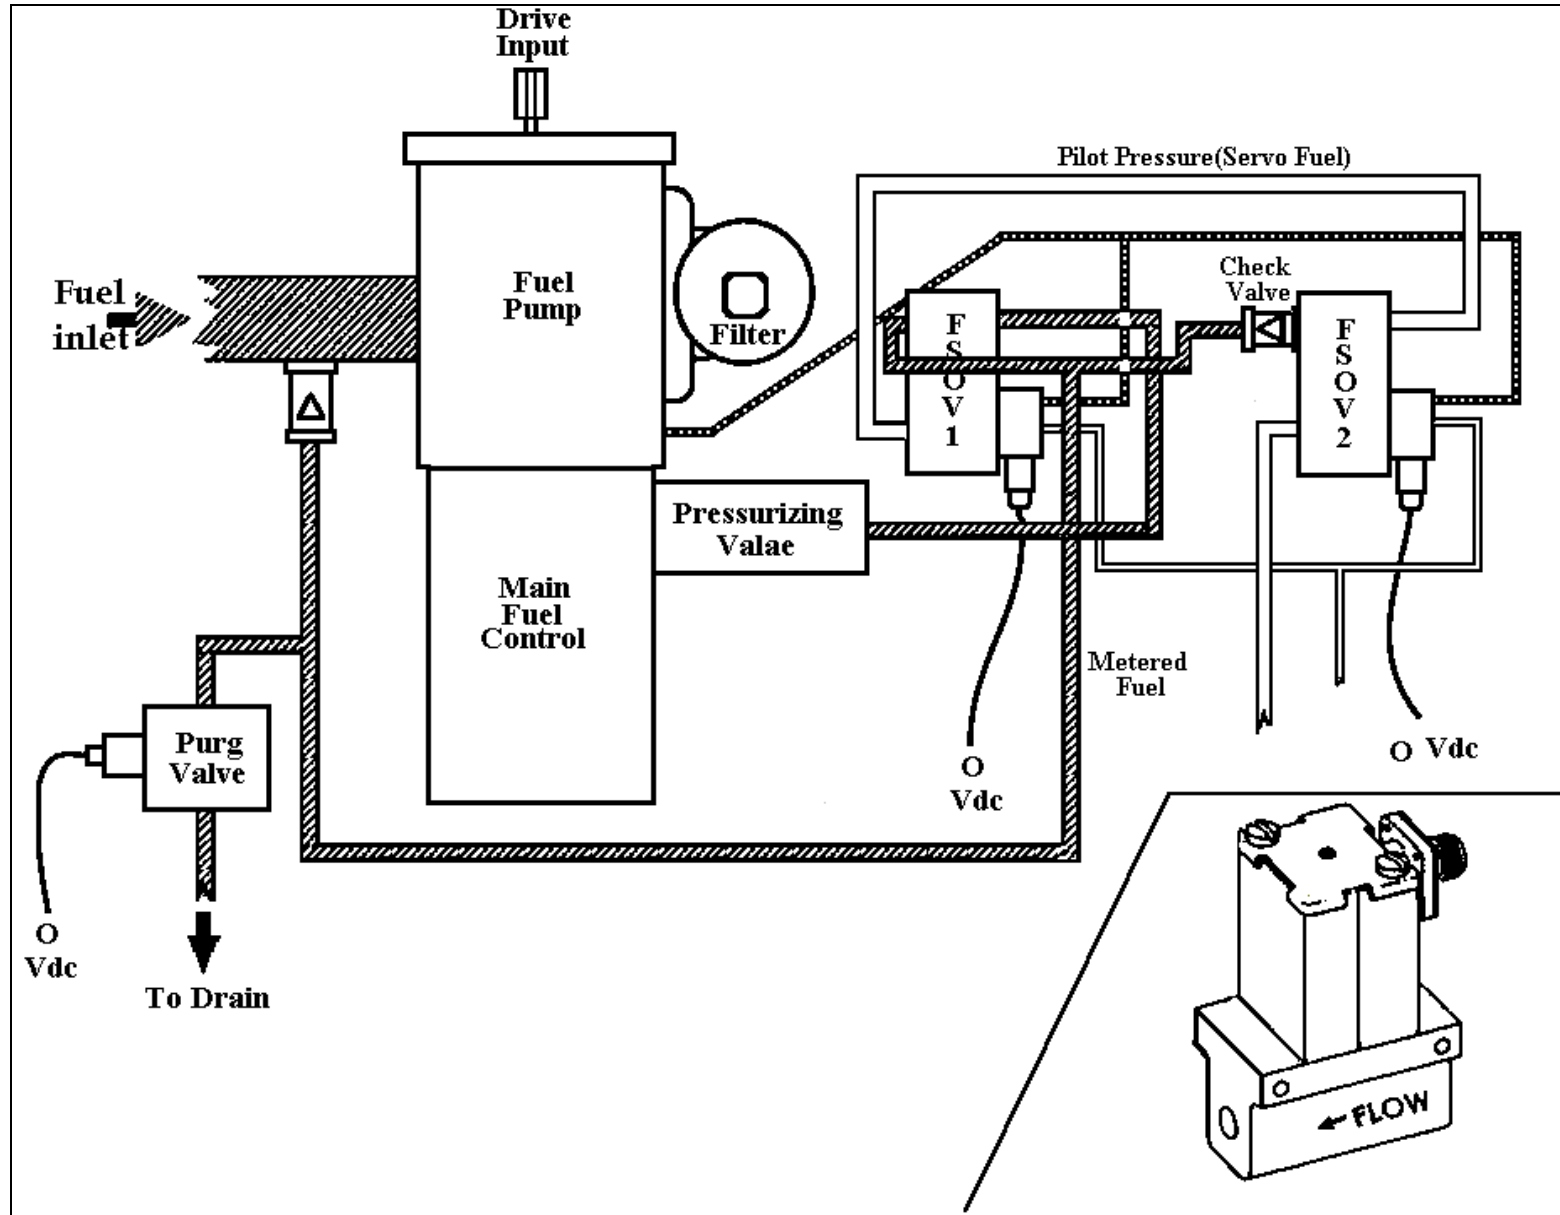 Drive
Input
Pilot Pressure(Servo Fuel)
Fuel
inlet
Fuel
Pump
Filter
Check
Valve
F
S
O
V
1
F
S
O
V
2
Pressurizing
Valae
Main
Fuel
Control
Metered
Fuel
Purg
Valve
O
Vdc
O Vdc
O
Vdc
To Drain
FLOW